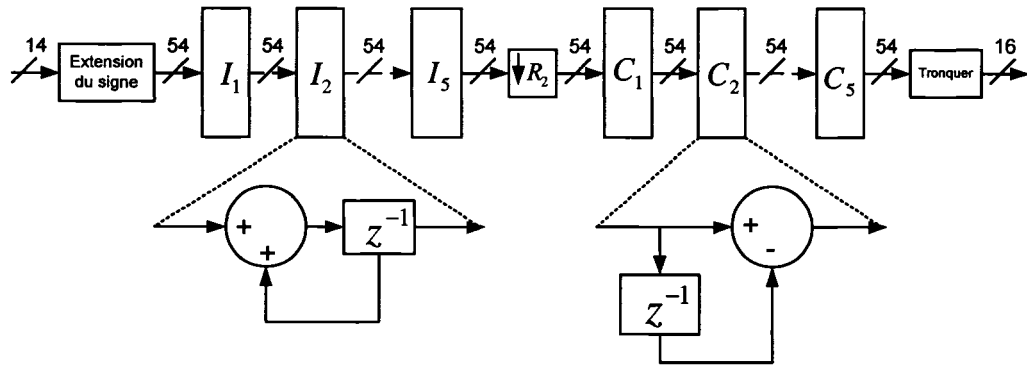 14 54 54 54 54 54 54 54 54 16
Extension
du signe
I₁ I₂ I₅ ↓R₂ C₁ C₂ C₅ Tronquer
+ + z⁻¹
+ - z⁻¹